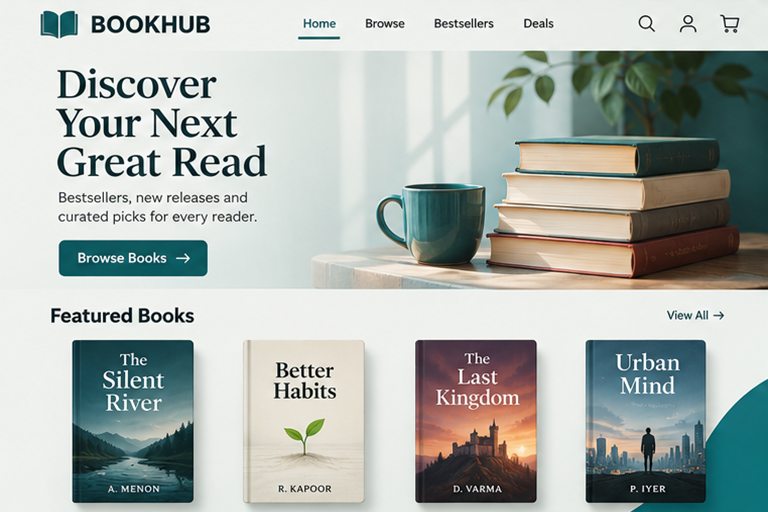 BOOKHUB
Home
Browse
Bestsellers
Deals
Discover
Your Next
Great Read
Bestsellers, new releases and
curated picks for every reader.
Browse Books
Featured Books
View All
The
Silent
River
A. MENON
Better
Habits
R. KAPOOR
The
Last
Kingdom
D. VARMA
Urban
Mind
P. IYER